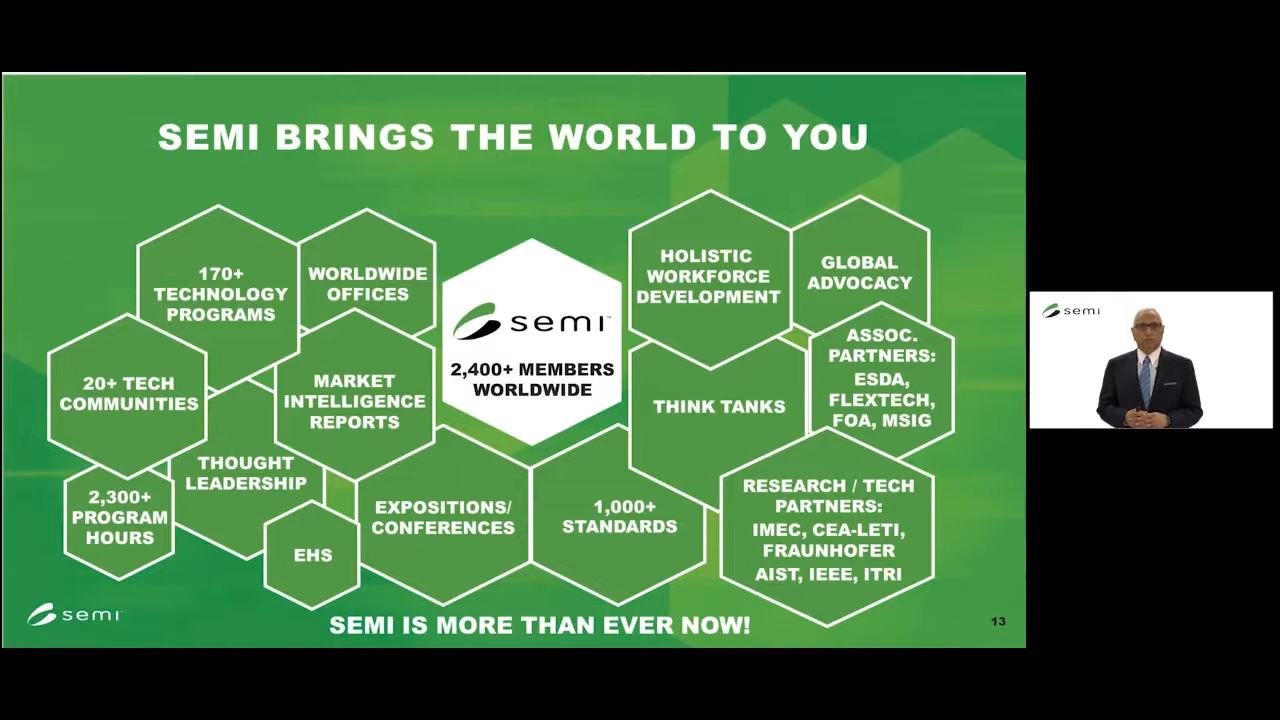 SEMI BRINGS THE WORLD TO YOU
170+
TECHNOLOGY
PROGRAMS
WORLDWIDE
OFFICES
semi
2,400+ MEMBERS
WORLDWIDE
HOLISTIC
WORKFORCE
DEVELOPMENT
GLOBAL
ADVOCACY
20+ TECH
COMMUNITIES
MARKET
INTELLIGENCE
REPORTS
THINK TANKS
ASSOC.
PARTNERS:
ESDA,
FLEXTECH,
FOA, MSIG
2,300+
PROGRAM
HOURS
THOUGHT
LEADERSHIP
EHS
EXPOSITIONS/
CONFERENCES
1,000+
STANDARDS
RESEARCH / TECH
PARTNERS:
IMEC, CEA-LETI,
FRAUNHOFER
AIST, IEEE, ITRI
semi
SEMI IS MORE THAN EVER NOW!
13
semi